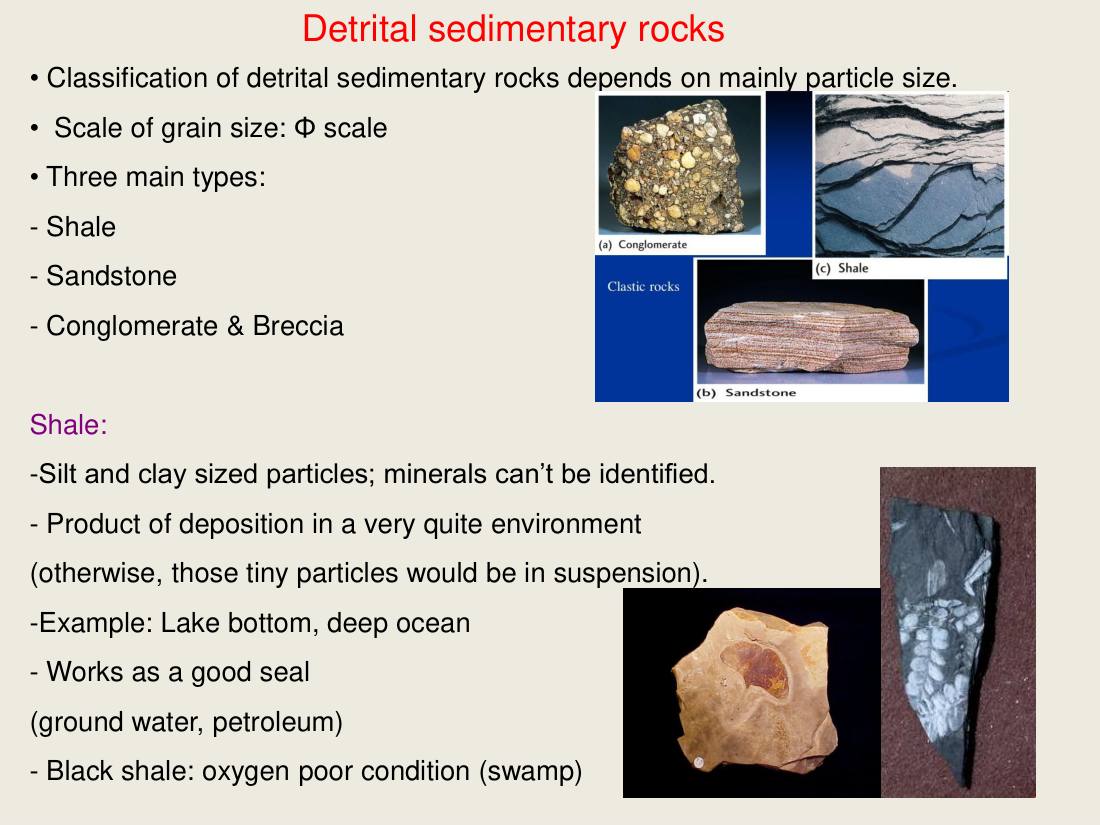 Detrital sedimentary rocks
• Classification of detrital sedimentary rocks depends on mainly particle size.
• Scale of grain size: Φ scale
• Three main types:
- Shale
- Sandstone
- Conglomerate & Breccia
(a) Conglomerate
(c) Shale
Clastic rocks
(b) Sandstone
Shale:
-Silt and clay sized particles; minerals can’t be identified.
- Product of deposition in a very quite environment
(otherwise, those tiny particles would be in suspension).
-Example: Lake bottom, deep ocean
- Works as a good seal
(ground water, petroleum)
- Black shale: oxygen poor condition (swamp)